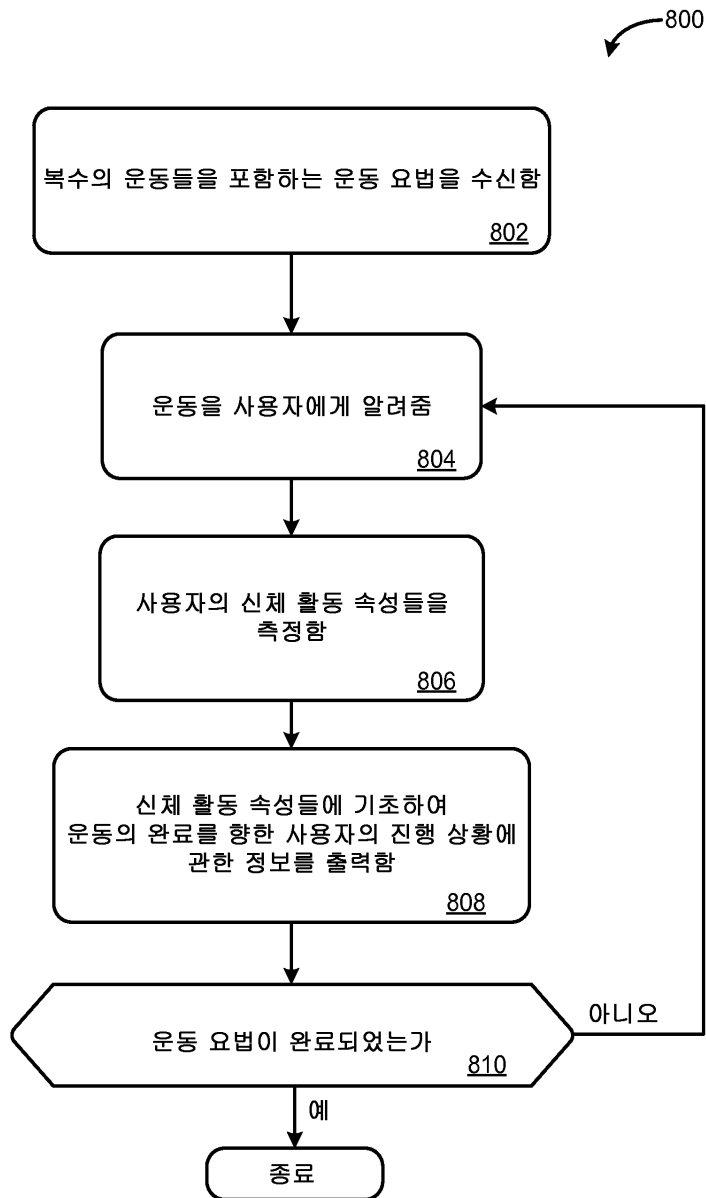 800
복수의 운동들을 포함하는 운동 요법을 수신함
802
운동을 사용자에게 알려줌
804
사용자의 신체 활동 속성들을
측정함
806
신체 활동 속성들에 기초하여
운동의 완료를 향한 사용자의 진행 상황에
관한 정보를 출력함
808
아니오
운동 요법이 완료되었는가
810
예
종료